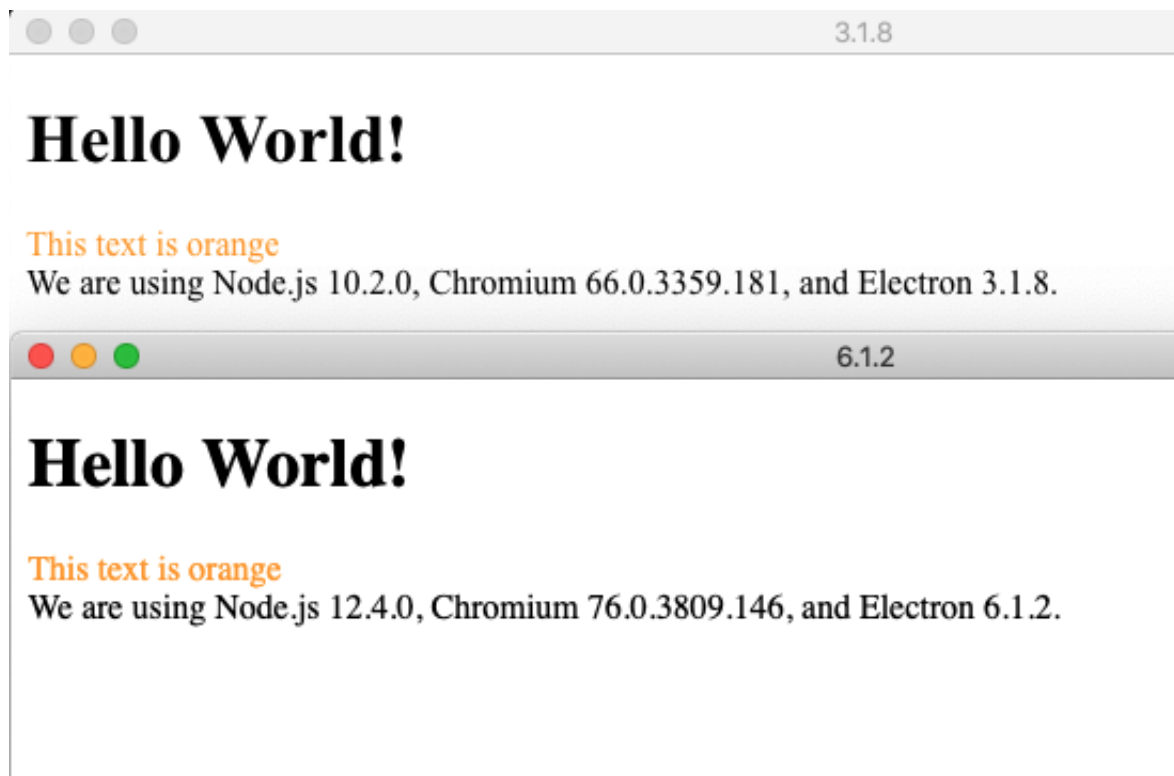 3.1.8
Hello World!
This text is orange
We are using Node.js 10.2.0, Chromium 66.0.3359.181, and Electron 3.1.8.
6.1.2
Hello World!
This text is orange
We are using Node.js 12.4.0, Chromium 76.0.3809.146, and Electron 6.1.2.